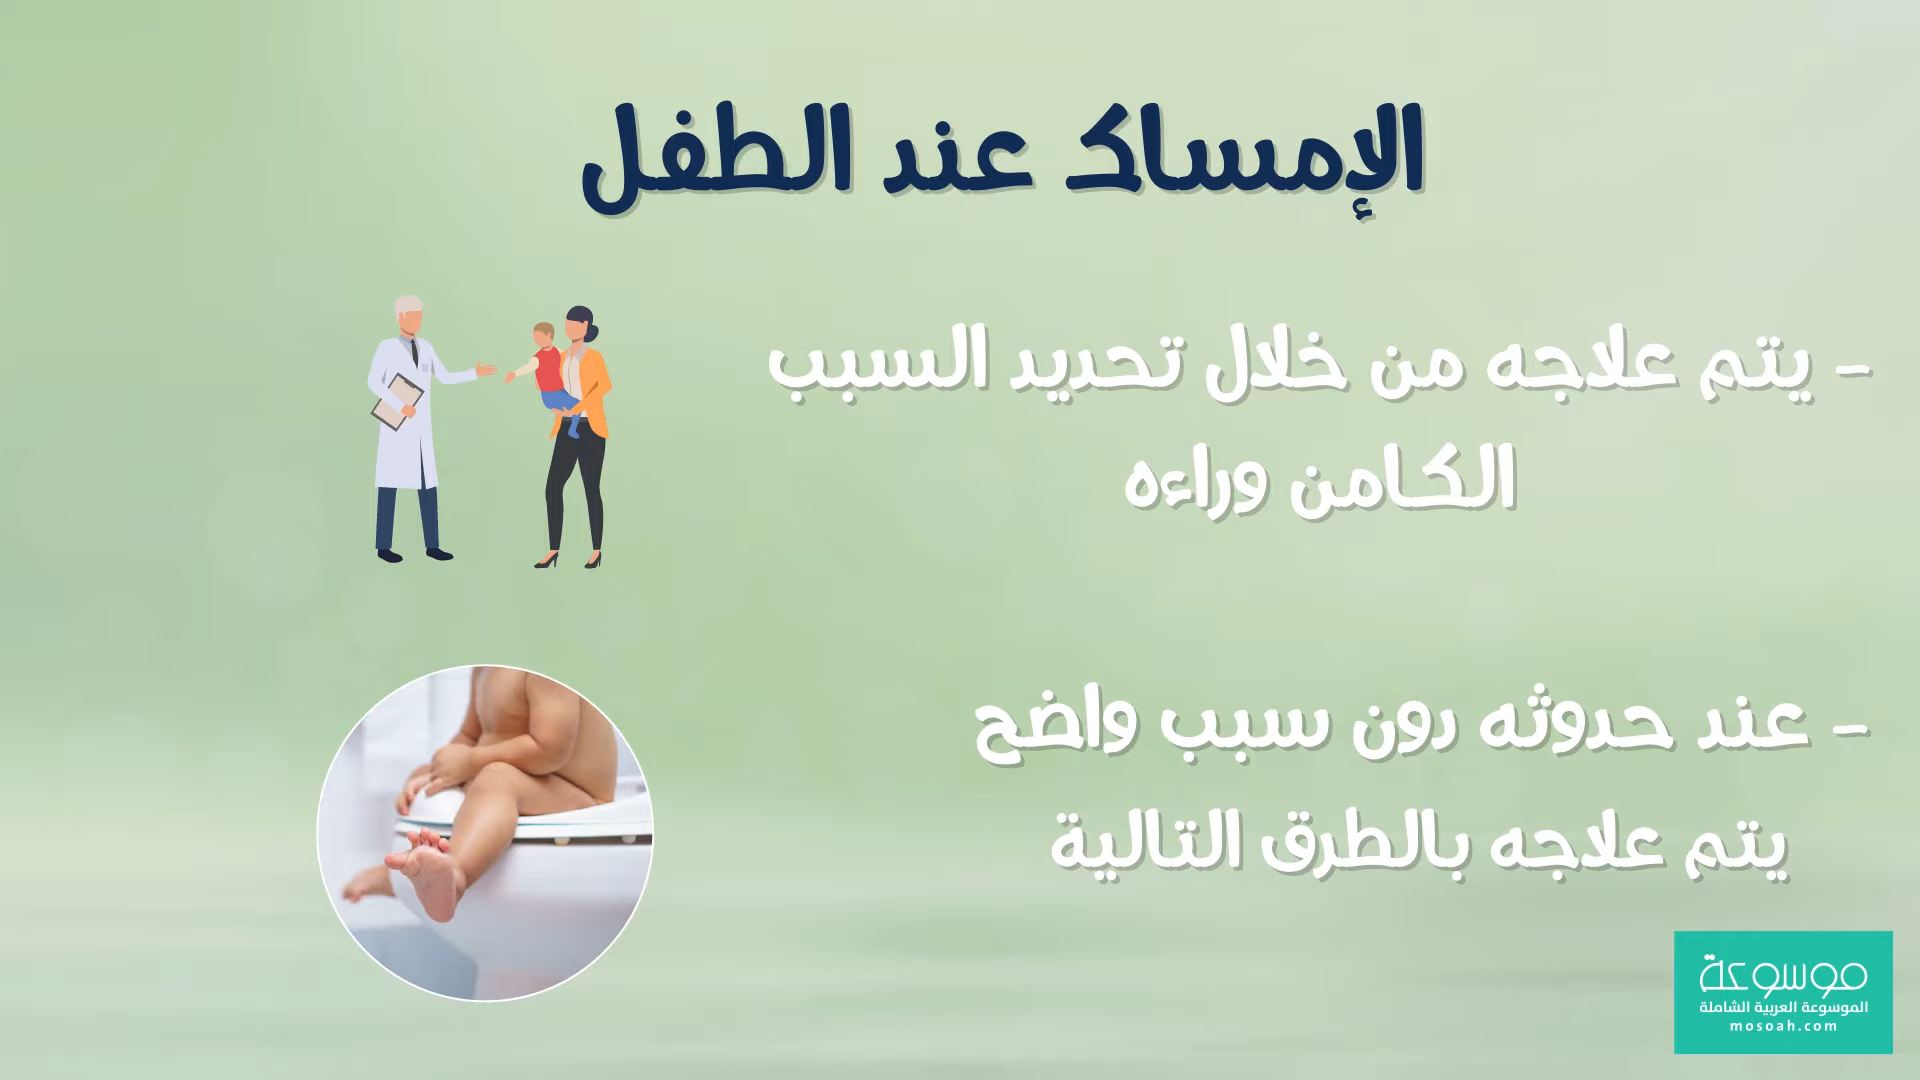 الإمساك عند الطفل
- يتم علاجه من خلال تحديد السبب
الكامن وراءه
- عند حدوثه دون سبب واضح
يتم علاجه بالطرق التالية
موسوعة
الموسوعة العربية الشاملة
mosoah.com